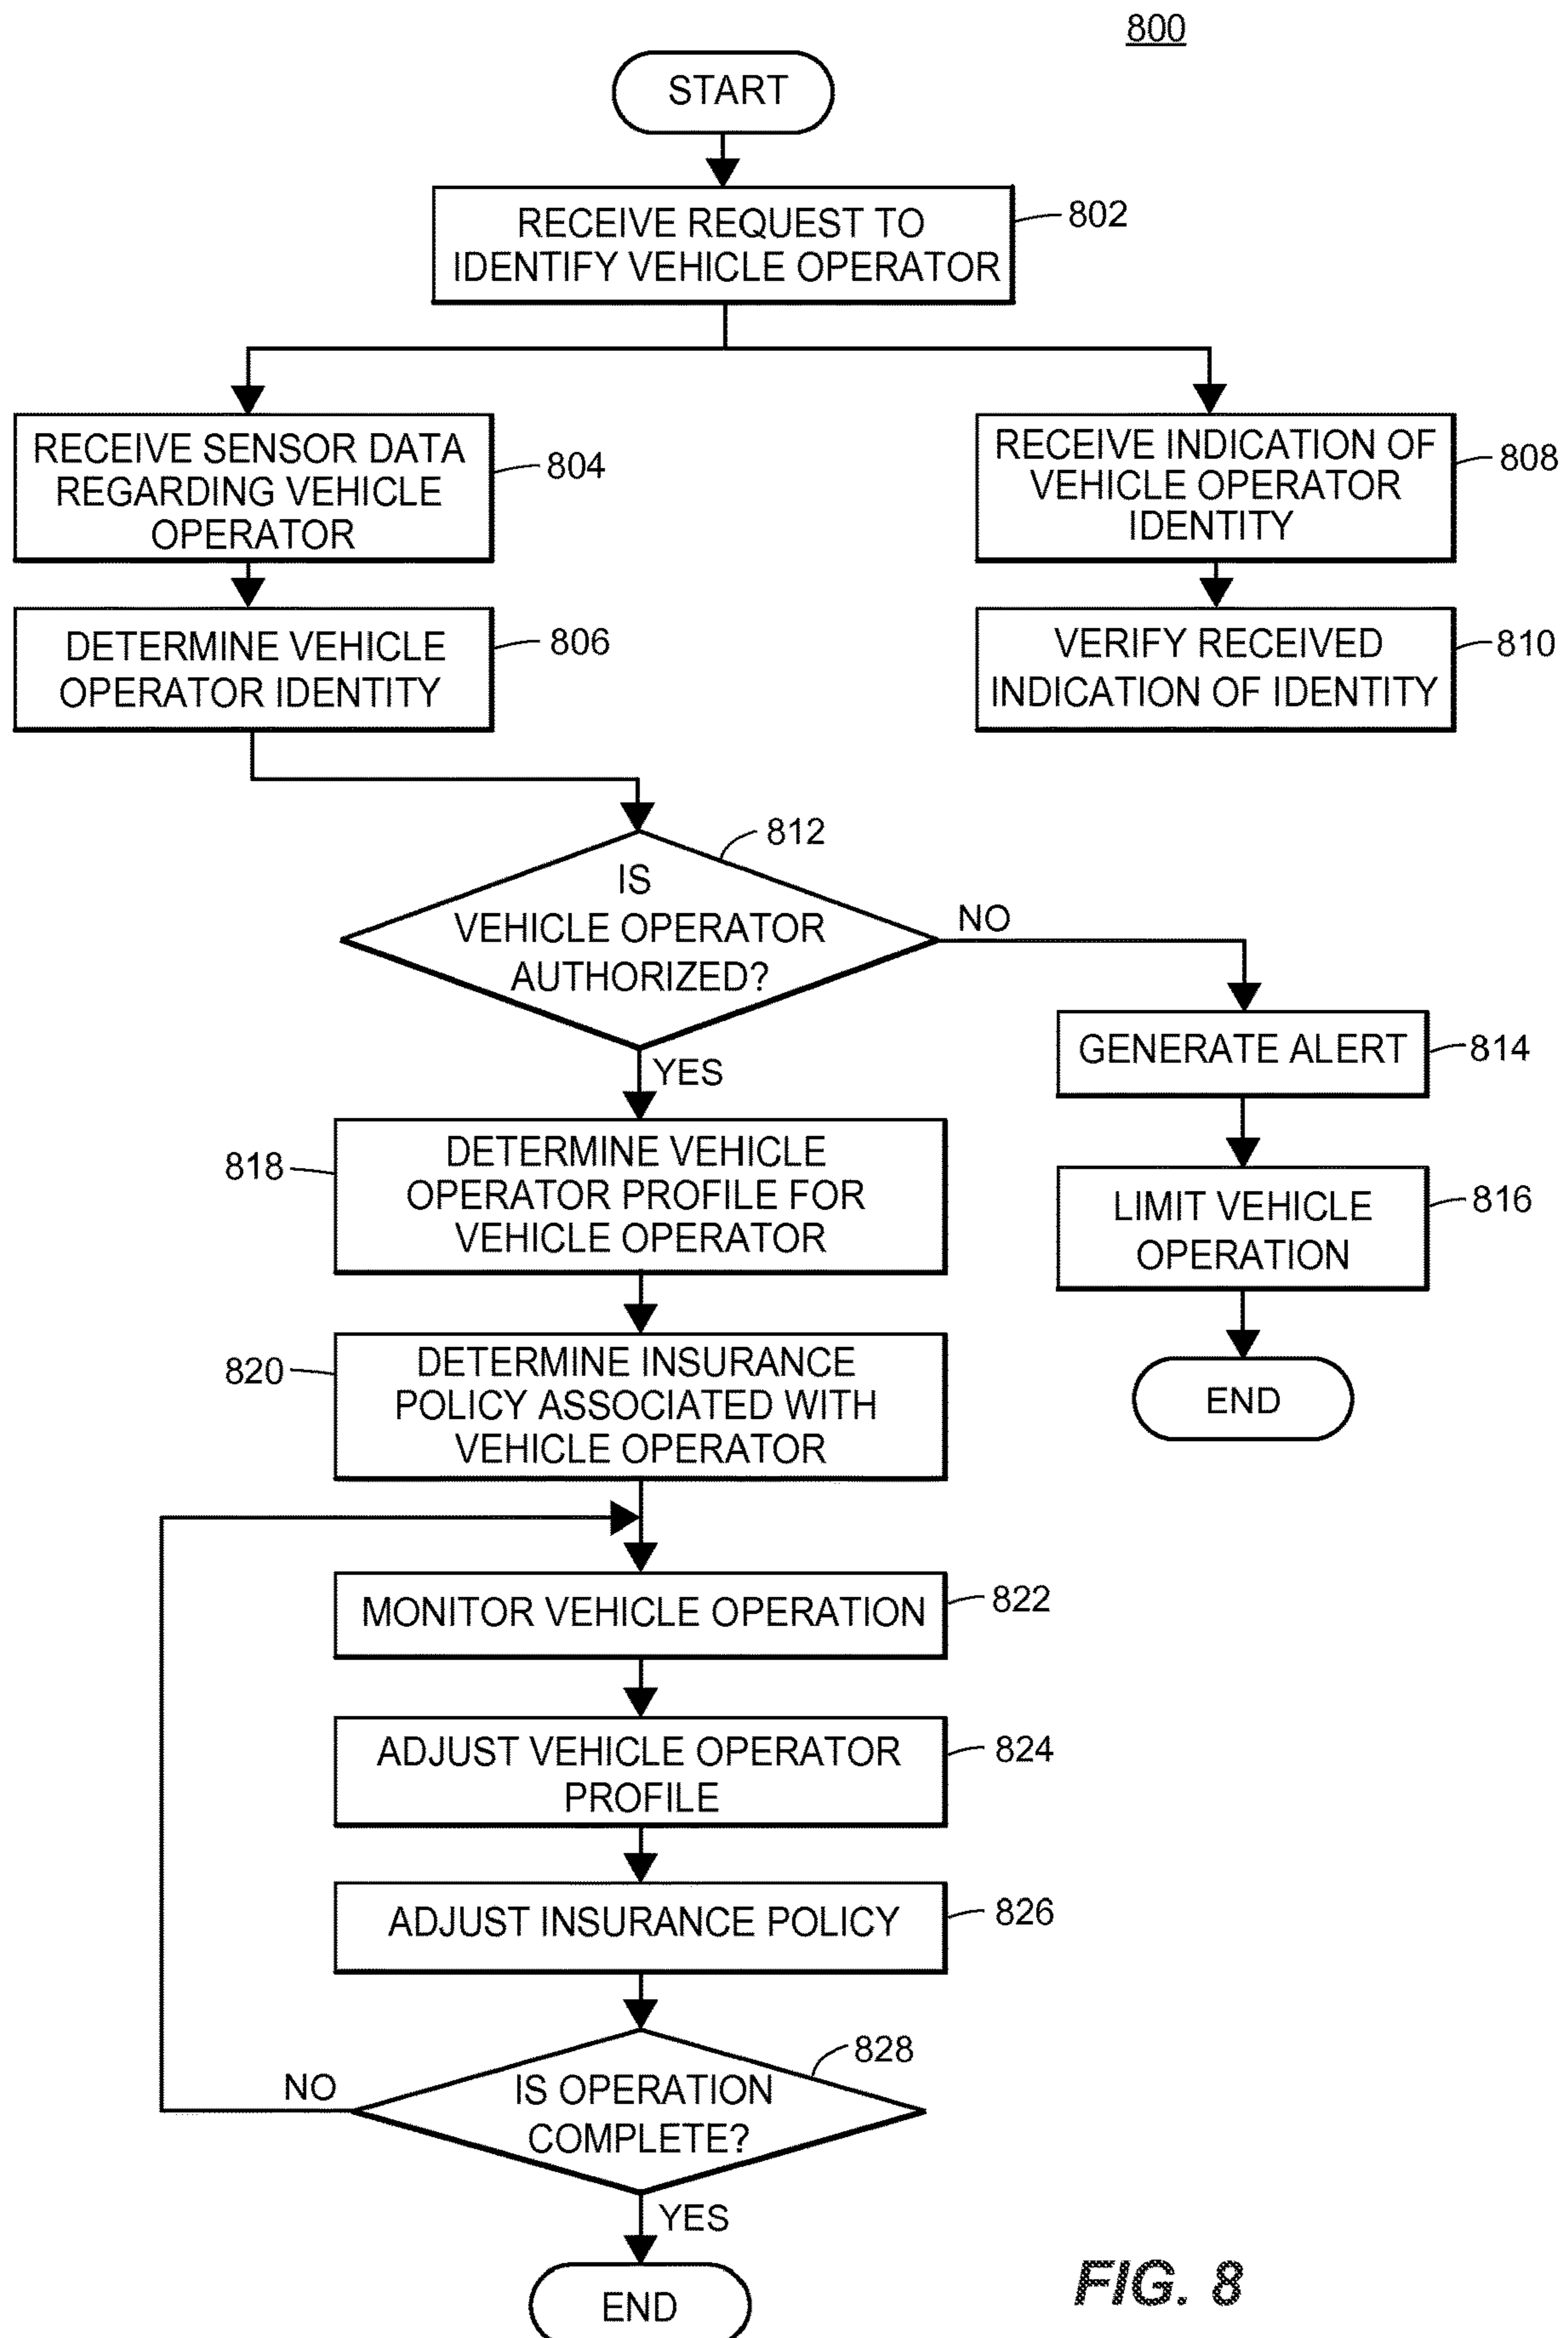 800
START
RECEIVE REQUEST TO
IDENTIFY VEHICLE OPERATOR
802
RECEIVE SENSOR DATA
REGARDING VEHICLE
OPERATOR
804
RECEIVE INDICATION OF
VEHICLE OPERATOR
IDENTITY
808
DETERMINE VEHICLE
OPERATOR IDENTITY
806
VERIFY RECEIVED
INDICATION OF IDENTITY
810
812
IS
VEHICLE OPERATOR
AUTHORIZED?
NO
YES
GENERATE ALERT
814
818
DETERMINE VEHICLE
OPERATOR PROFILE FOR
VEHICLE OPERATOR
LIMIT VEHICLE
OPERATION
816
820
DETERMINE INSURANCE
POLICY ASSOCIATED WITH
VEHICLE OPERATOR
END
MONITOR VEHICLE OPERATION
822
ADJUST VEHICLE OPERATOR
PROFILE
824
ADJUST INSURANCE POLICY
826
828
NO
IS OPERATION
COMPLETE?
YES
END
FIG. 8